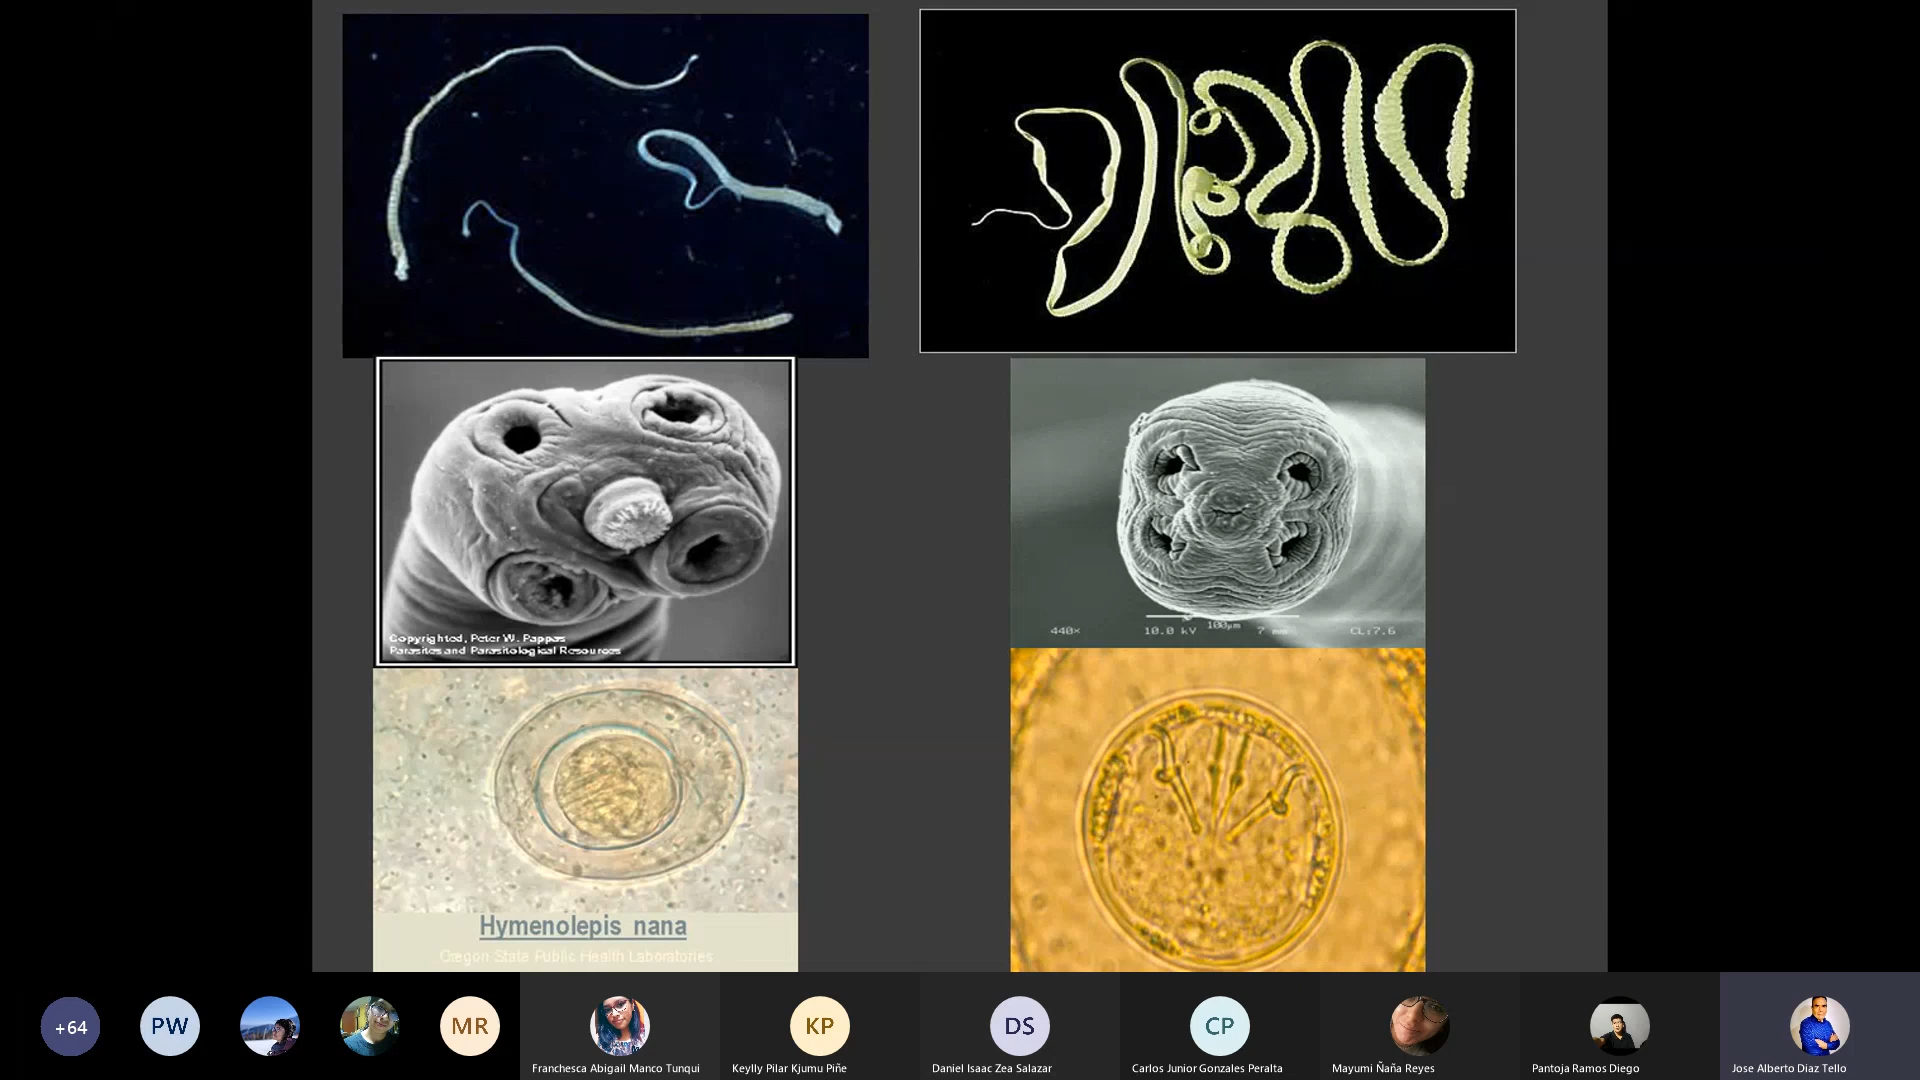 Copyrighted, Peter W. Pappas
Parasites and Parasitological Resources
440×
10.0 kV
100µm
7 mm
CL:7.6
Hymenolepis nana
Oregon State Public Health Laboratories
+64
PW
MR
KP
DS
CP
Franchesca Abigail Manco Tunqui
Keylly Pilar Kjumu Piñe
Daniel Isaac Zea Salazar
Carlos Junior Gonzales Peralta
Mayumi Ñaña Reyes
Pantoja Ramos Diego
Jose Alberto Diaz Tello